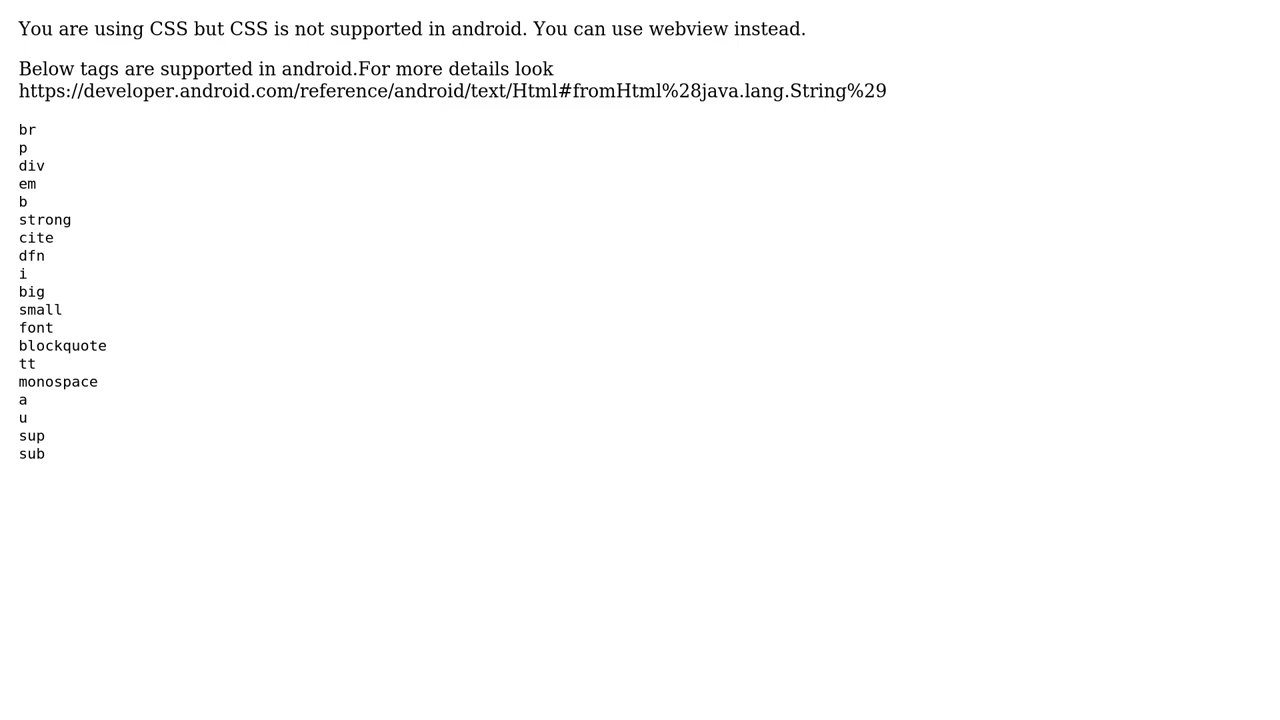 You are using CSS but CSS is not supported in android. You can use webview instead.
Below tags are supported in android.For more details look
https://developer.android.com/reference/android/text/Html#fromHtml%28java.lang.String%29
br
p
div
em
b
strong
cite
dfn
i
big
small
font
blockquote
tt
monospace
a
u
sup
sub